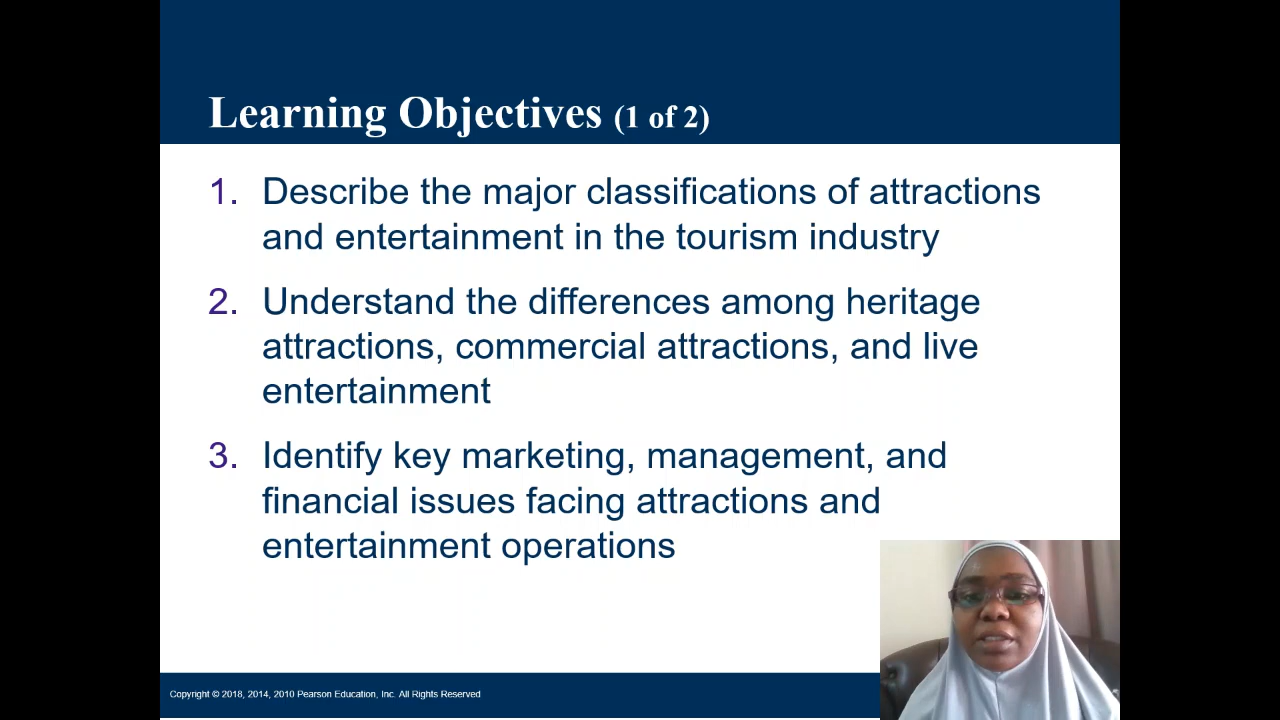 Learning Objectives (1 of 2)
1. Describe the major classifications of attractions
and entertainment in the tourism industry
2. Understand the differences among heritage
attractions, commercial attractions, and live
entertainment
3. Identify key marketing, management, and
financial issues facing attractions and
entertainment operations
Copyright © 2018, 2014, 2010 Pearson Education, Inc. All Rights Reserved